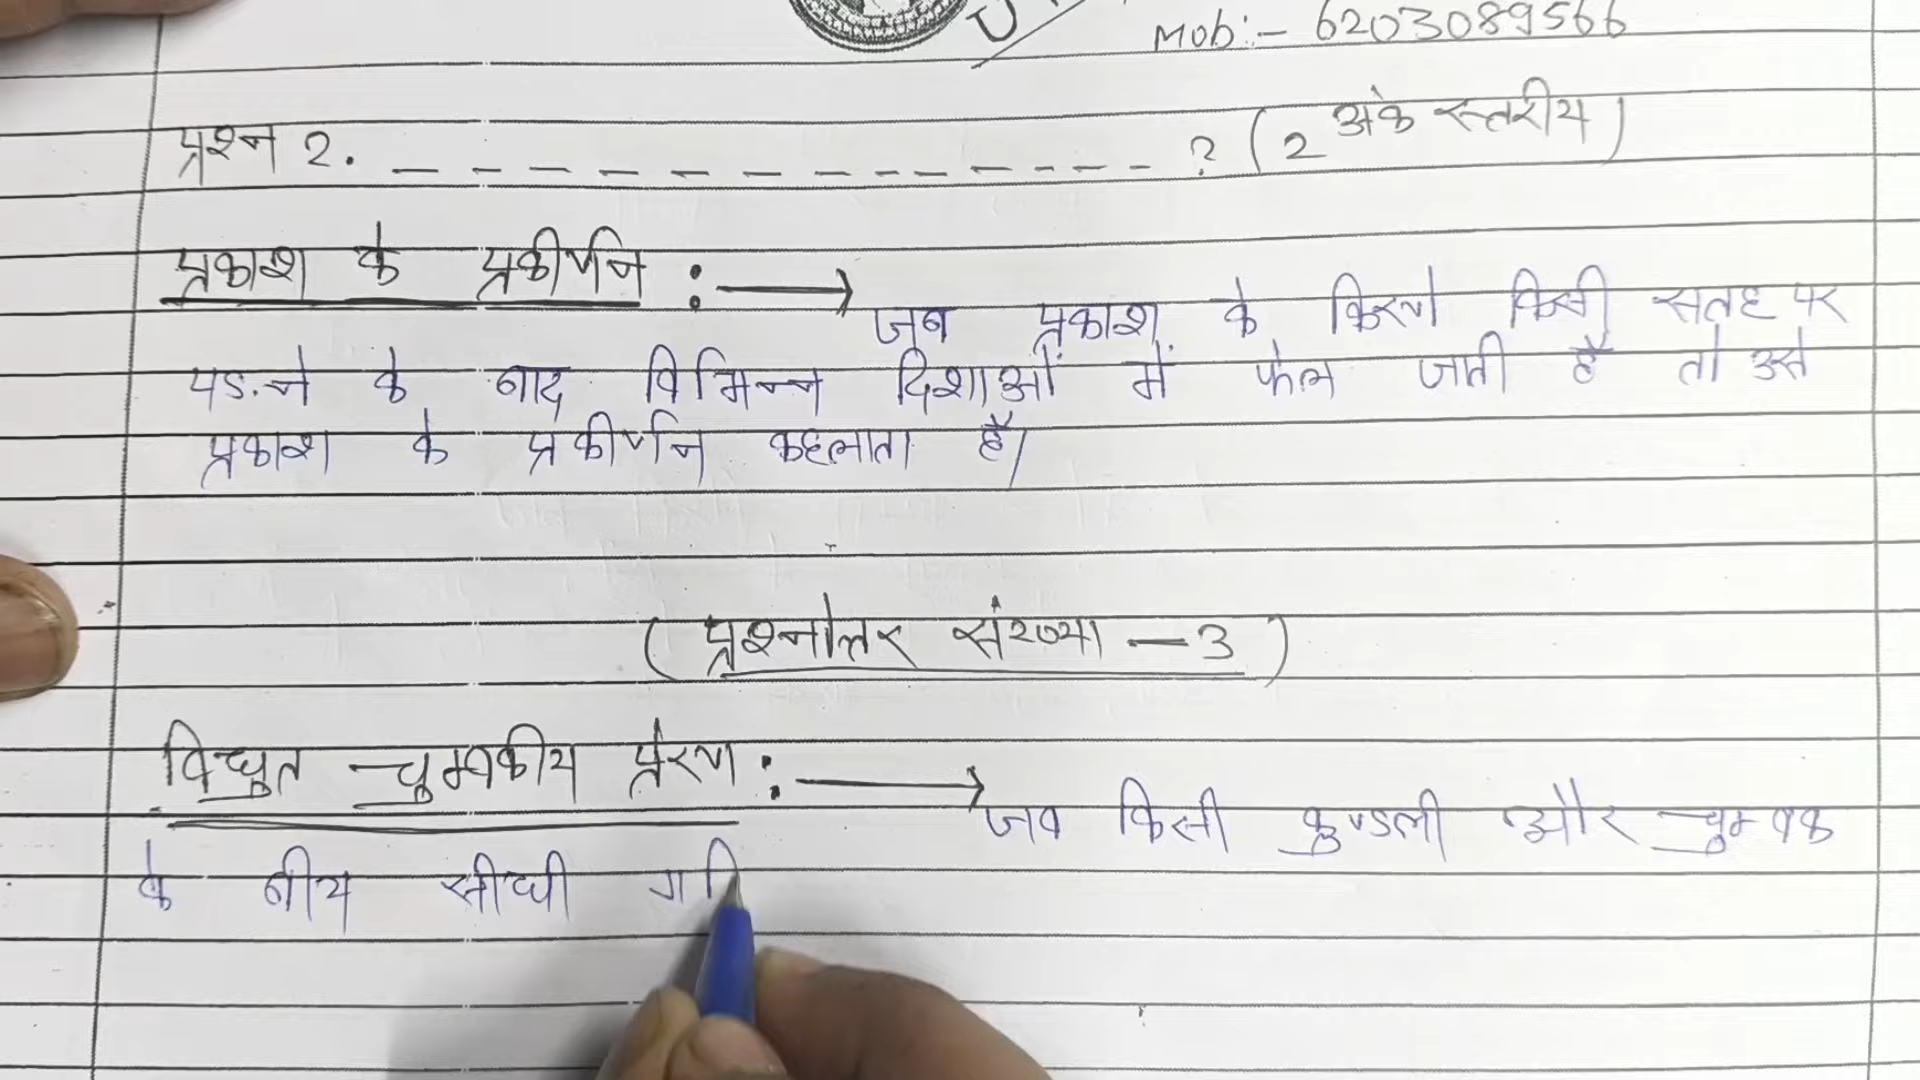 Mob:- 6203089566
प्रश्न 2. _ _ _ _ _ _ _ _ _ _ _ _ _ _ _ _ ? (2 अंक स्तरीय)
प्रकाश के प्रकीर्णन :→ जब प्रकाश के किरणे किसी सतह पर
पड़ने के बाद विभिन्न दिशाओं में फैल जाती है तो उसे
प्रकाश के प्रकीर्णन कहलाता है।
(प्रश्नोत्तर संख्या - 3)
विधुत चुम्बकीय प्रेरण :→ जब किसी कुण्डली और चुम्बक
के बीच सीधी गि